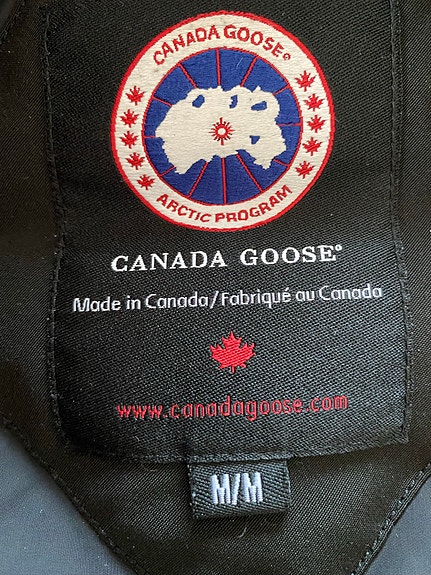 CANADA GOOSE®
ARCTIC PROGRAM
CANADA GOOSE®
Made in Canada/Fabriqué au Canada
www.canadagoose.com
M/M